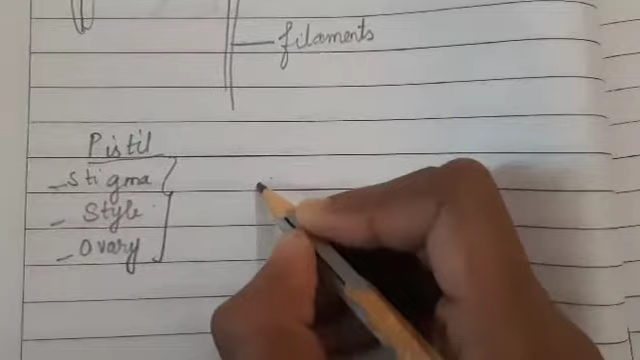 filaments
Pistil
- Stigma
- Style
- Ovary